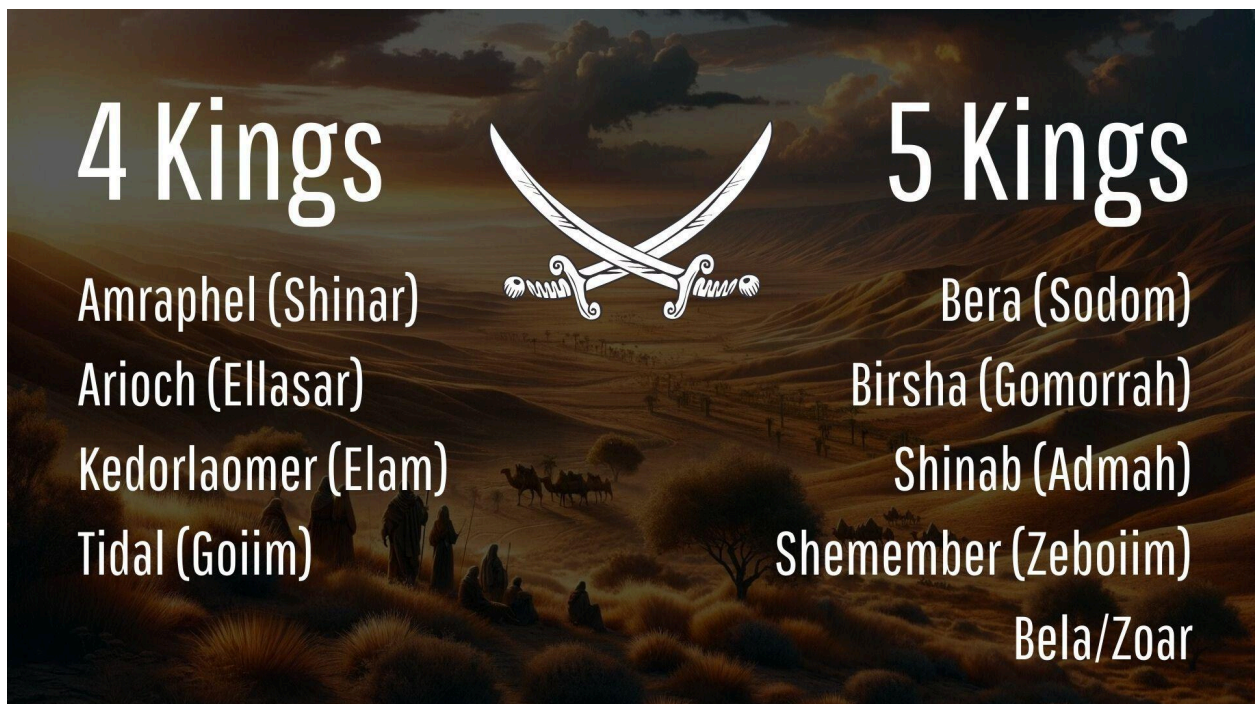 4 Kings
Amraphel (Shinar)
Arioch (Ellasar)
Kedorlaomer (Elam)
Tidal (Goiim)
5 Kings
Bera (Sodom)
Birsha (Gomorrah)
Shinab (Admah)
Shemember (Zeboiim)
Bela/Zoar